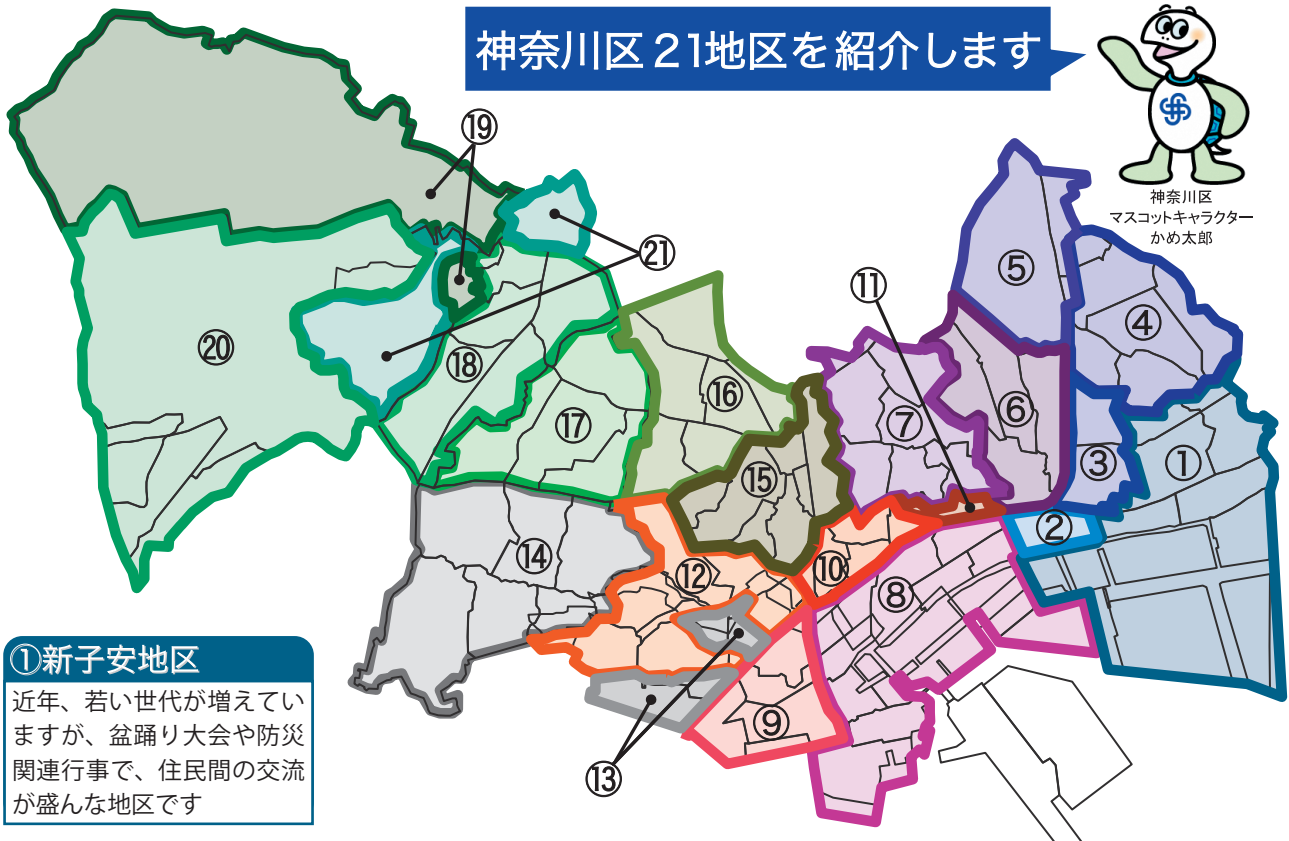 神奈川区21地区を紹介します
神奈川区
マスコットキャラクター
かめ太郎
⑲
㉑
⑪
⑤
④
⑳
⑱
⑯
⑦
⑥
⑰
⑮
③
①
②
⑭
⑫
⑩
⑧
⑨
⑬
①新子安地区
近年、若い世代が増えてい
ますが、盆踊り大会や防災
関連行事で、住民間の交流
が盛んな地区です